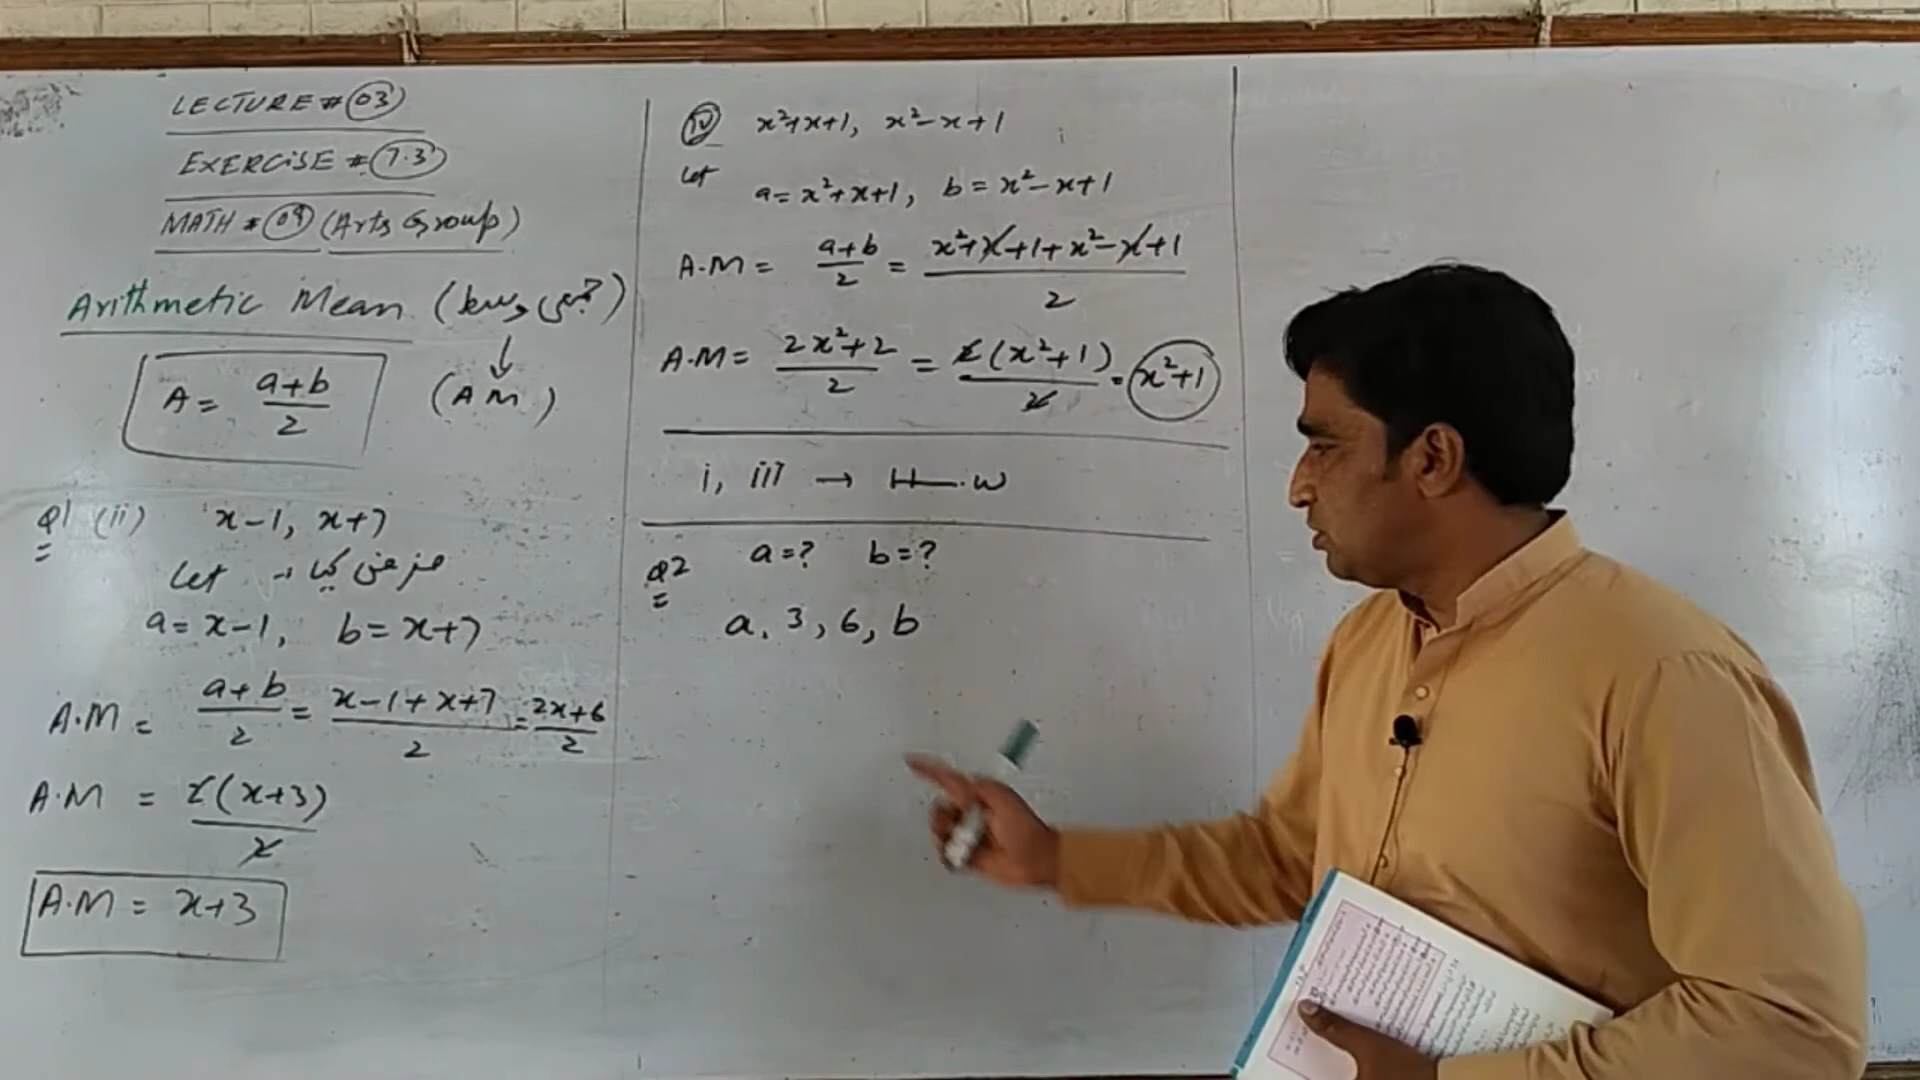 LECTURE # 03
EXERCISE # 7.3
MATH # 09 (Arts Group)
Arithmetic Mean
A = a+b/2 (AM)
Q1 (ii) x-1, x+7
Let → فرض کیا
a = x-1, b = x+7
A.M = a+b/2 = x-1+x+7/2 = 2x+6/2
A.M = 2(x+3)/2
A.M = x+3
iv x²+x+1, x²-x+1
Let a = x²+x+1, b = x²-x+1
A.M = a+b/2 = x²+x+1+x²-x+1/2
A.M = 2x²+2/2 = 2(x²+1)/2 = x²+1
i, iii → H.W
Q2 a=? b=?
a, 3, 6, b